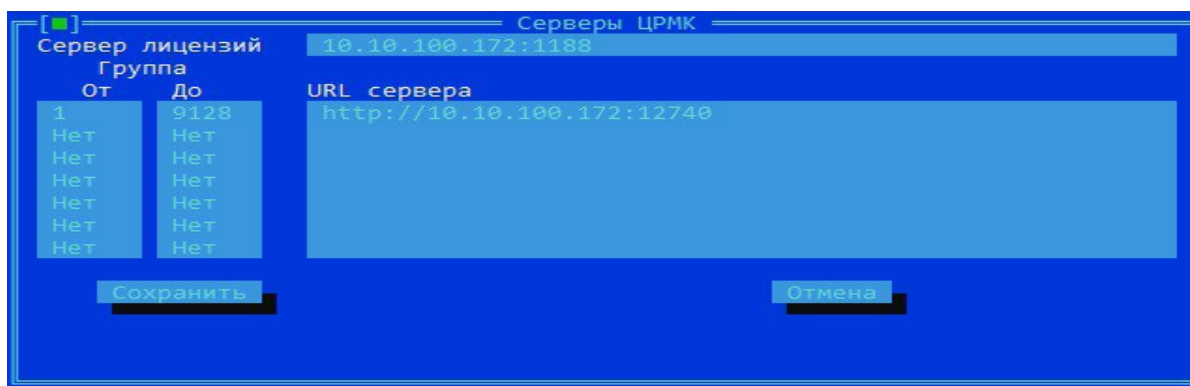 [■] Серверы ЦРМК
Сервер лицензий 10.10.100.172:1188
Группа
От До URL сервера
1 9128 http://10.10.100.172:12740
Нет Нет
Нет Нет
Нет Нет
Нет Нет
Нет Нет
Нет Нет
Сохранить Отмена